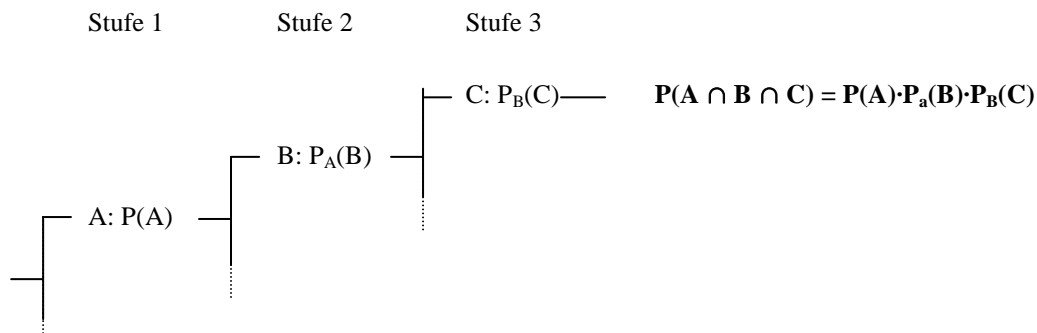 Stufe 1 Stufe 2 Stufe 3
C: P_B(C) P(A ∩ B ∩ C) = P(A)·P_a(B)·P_B(C)
B: P_A(B)
A: P(A)